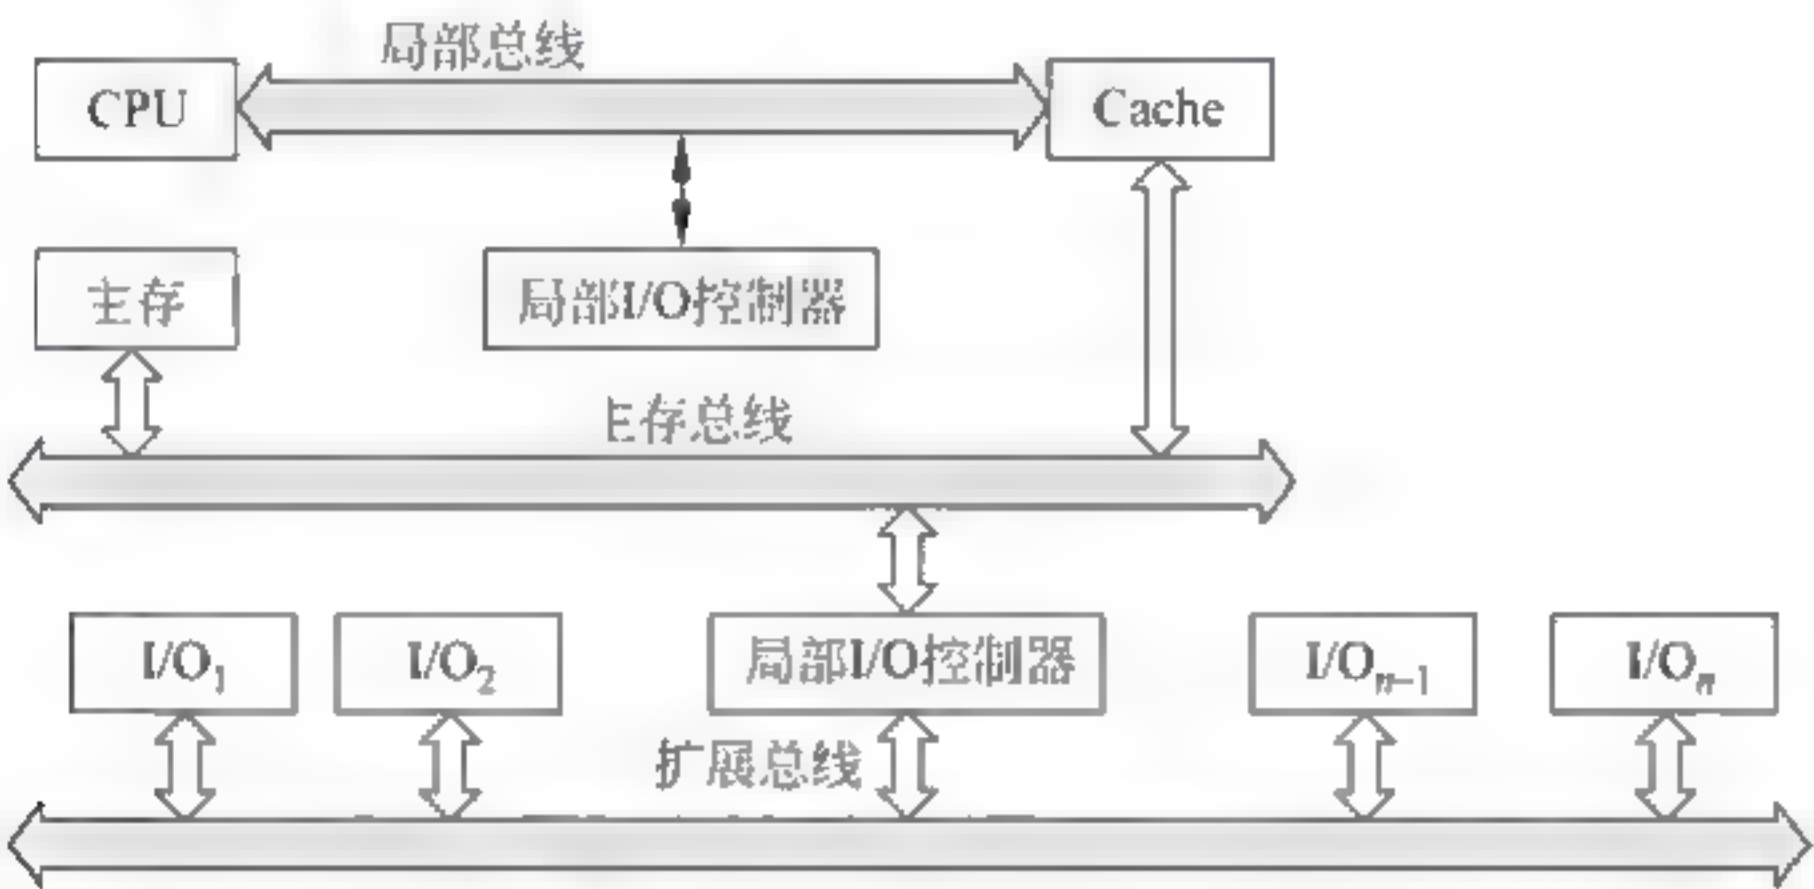 局部总线
CPU
Cache
主存
局部I/O控制器
主存总线
I/O1
I/O2
局部I/O控制器
I/On-1
I/On
扩展总线